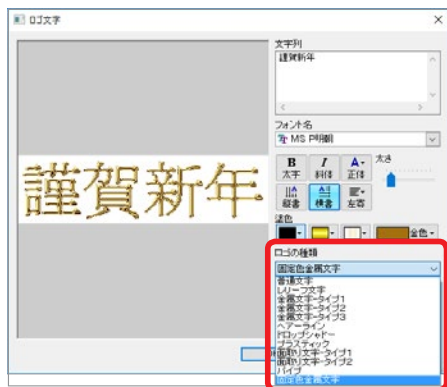 ロゴ文字
謹賀新年
文字列
謹賀新年
フォント名
MS P明朝
B 太字
I 斜体
A 正体
太さ
縦書
横書
左寄
塗色
金色
ロゴの種類
固定色金属文字
普通文字
レリーフ文字
金属文字-タイプ1
金属文字-タイプ2
金属文字-タイプ3
ヘアーライン
ドロップシャドー
プラスティック
面取り文字-タイプ1
面取り文字-タイプ2
パイプ
固定色金属文字